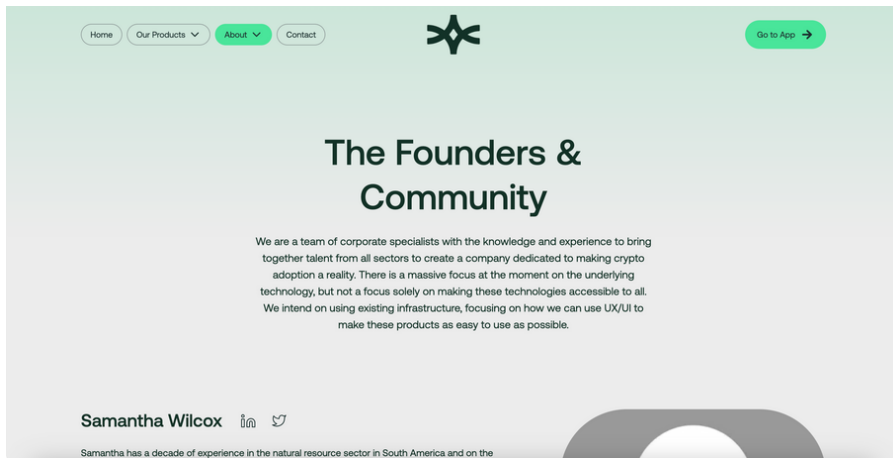 Home
Our Products
About
Contact
Go to App
The Founders &
Community
We are a team of corporate specialists with the knowledge and experience to bring
together talent from all sectors to create a company dedicated to making crypto
adoption a reality. There is a massive focus at the moment on the underlying
technology, but not a focus solely on making these technologies accessible to all.
We intend on using existing infrastructure, focusing on how we can use UX/UI to
make these products as easy to use as possible.
Samantha Wilcox
Samantha has a decade of experience in the natural resource sector in South America and on the